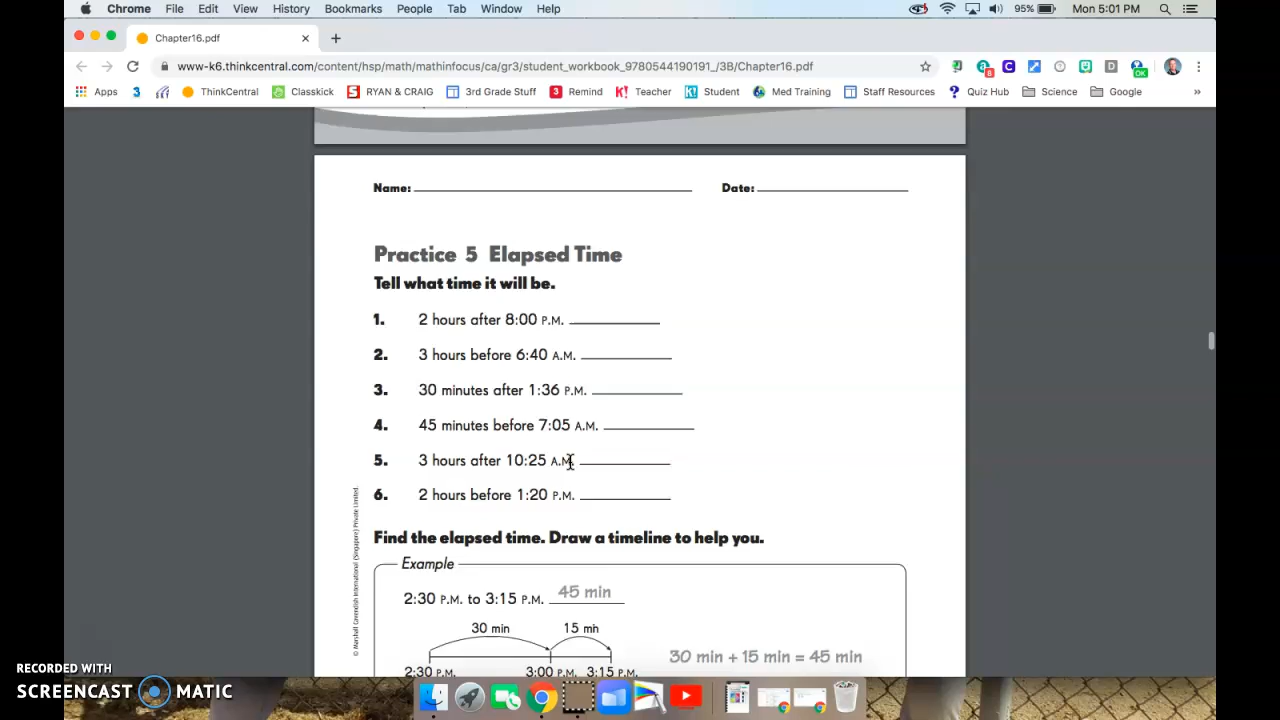 Chrome File Edit View History Bookmarks People Tab Window Help 95% Mon 5:01 PM
Chapter16.pdf
www-k6.thinkcentral.com/content/hsp/math/mathinfocus/ca/gr3/student_workbook_9780544190191_/3B/Chapter16.pdf
Apps ThinkCentral Classkick RYAN & CRAIG 3rd Grade Stuff Remind Teacher Student Med Training Staff Resources Quiz Hub Science Google »
Name: Date:
Practice 5 Elapsed Time
Tell what time it will be.
1. 2 hours after 8:00 P.M.
2. 3 hours before 6:40 A.M.
3. 30 minutes after 1:36 P.M.
4. 45 minutes before 7:05 A.M.
5. 3 hours after 10:25 A.M.
6. 2 hours before 1:20 P.M.
© Marshall Cavendish International (Singapore) Private Limited.
Find the elapsed time. Draw a timeline to help you.
Example
2:30 P.M. to 3:15 P.M. 45 min
30 min 15 min
30 min + 15 min = 45 min
2:30 P.M. 3:00 P.M. 3:15 P.M.
RECORDED WITH
SCREENCAST MATIC